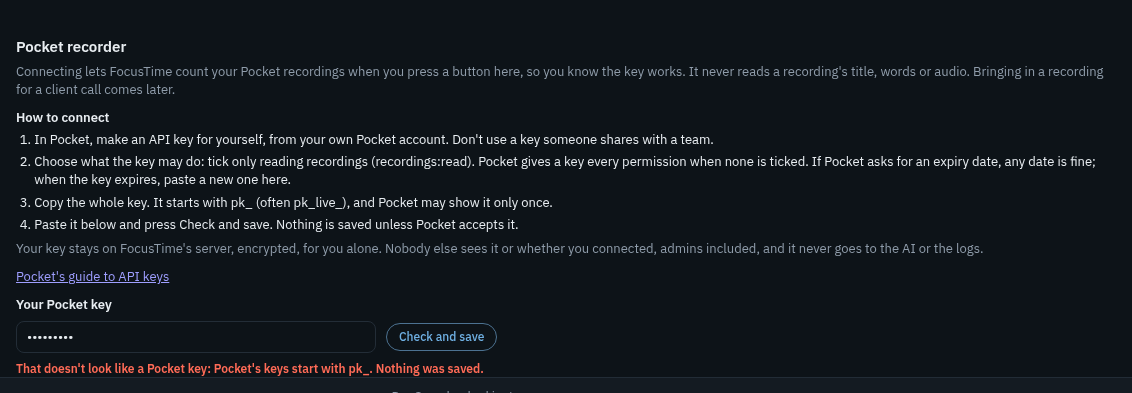 Pocket recorder
Connecting lets FocusTime count your Pocket recordings when you press a button here, so you know the key works. It never reads a recording's title, words or audio. Bringing in a recording
for a client call comes later.
How to connect
1. In Pocket, make an API key for yourself, from your own Pocket account. Don't use a key someone shares with a team.
2. Choose what the key may do: tick only reading recordings (recordings:read). Pocket gives a key every permission when none is ticked. If Pocket asks for an expiry date, any date is fine;
when the key expires, paste a new one here.
3. Copy the whole key. It starts with pk_ (often pk_live_), and Pocket may show it only once.
4. Paste it below and press Check and save. Nothing is saved unless Pocket accepts it.
Your key stays on FocusTime's server, encrypted, for you alone. Nobody else sees it or whether you connected, admins included, and it never goes to the AI or the logs.
Pocket's guide to API keys
Your Pocket key
•••••••••
Check and save
That doesn't look like a Pocket key: Pocket's keys start with pk_. Nothing was saved.